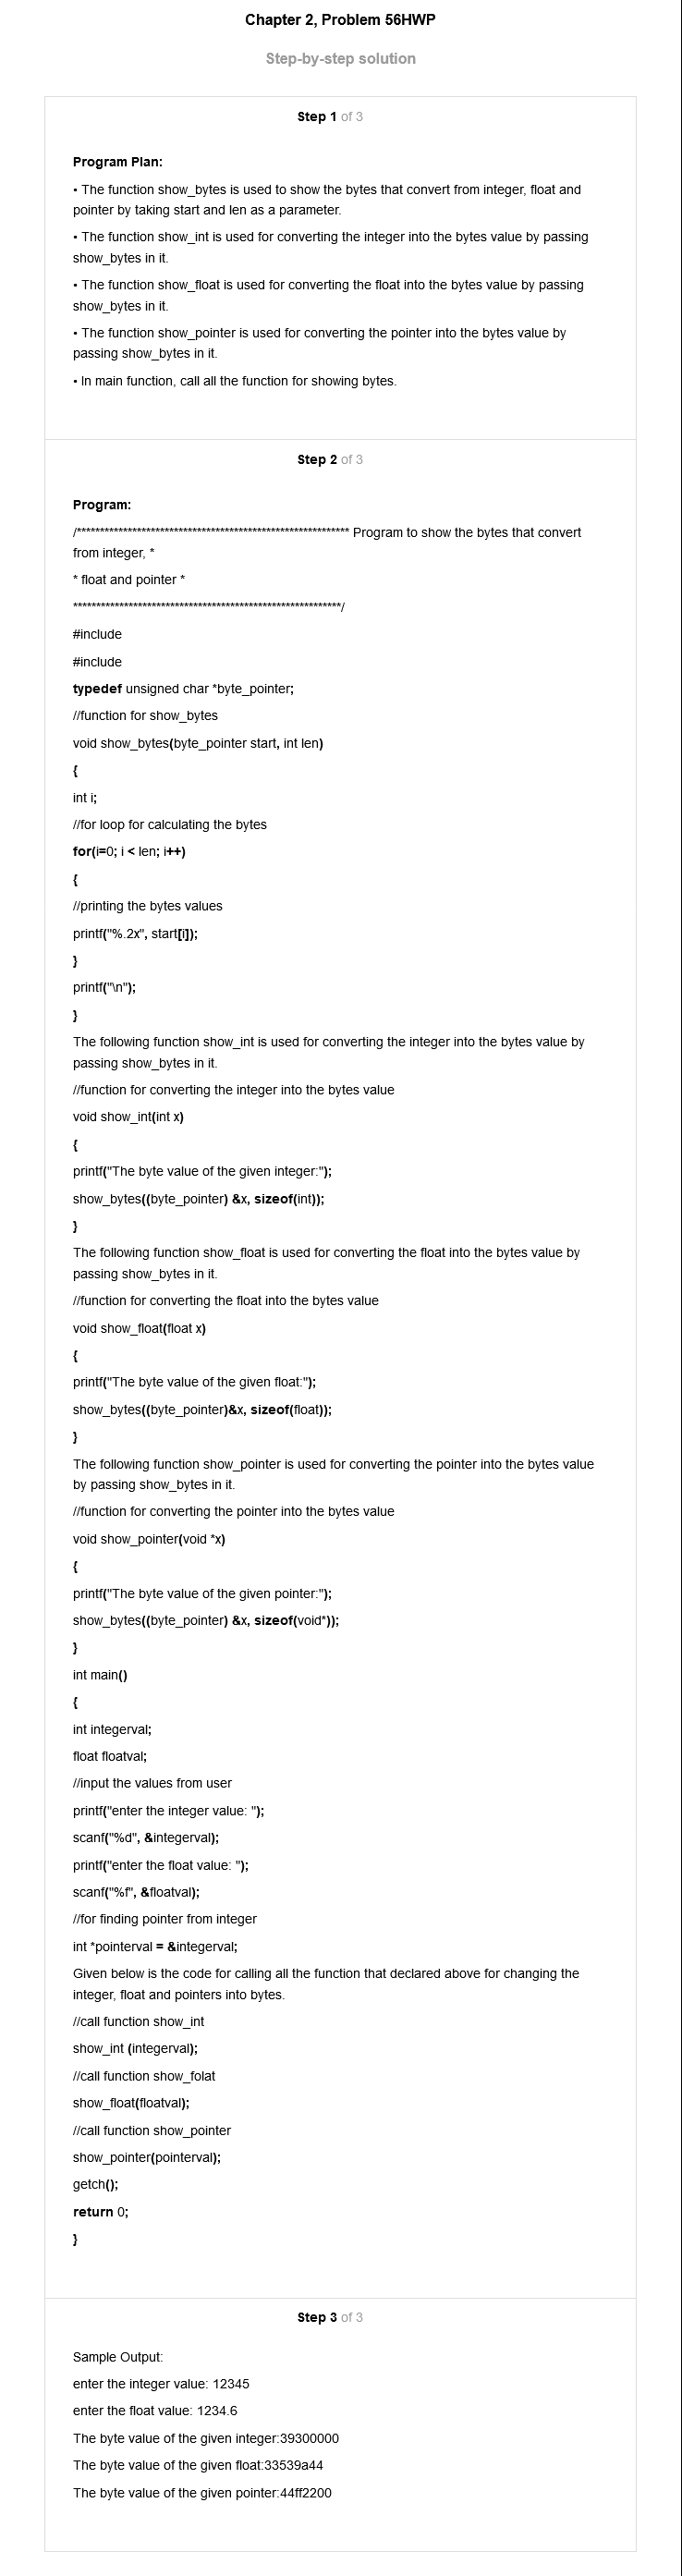 Chapter 2, Problem 56HWP
Step-by-step solution
Step 1 of 3
Program Plan:
• The function show_bytes is used to show the bytes that convert from integer, float and
pointer by taking start and len as a parameter.
• The function show_int is used for converting the integer into the bytes value by passing
show_bytes in it.
• The function show_float is used for converting the float into the bytes value by passing
show_bytes in it.
• The function show_pointer is used for converting the pointer into the bytes value by
passing show_bytes in it.
• In main function, call all the function for showing bytes.
Step 2 of 3
Program:
/*********************************************************** Program to show the bytes that convert
from integer, *
* float and pointer *
**********************************************************/
#include
#include
typedef unsigned char *byte_pointer;
//function for show_bytes
void show_bytes(byte_pointer start, int len)
{
int i;
//for loop for calculating the bytes
for(i=0; i < len; i++)
{
//printing the bytes values
printf("%.2x", start[i]);
}
printf("\n");
}
The following function show_int is used for converting the integer into the bytes value by
passing show_bytes in it.
//function for converting the integer into the bytes value
void show_int(int x)
{
printf("The byte value of the given integer:");
show_bytes((byte_pointer) &x, sizeof(int));
}
The following function show_float is used for converting the float into the bytes value by
passing show_bytes in it.
//function for converting the float into the bytes value
void show_float(float x)
{
printf("The byte value of the given float:");
show_bytes((byte_pointer)&x, sizeof(float));
}
The following function show_pointer is used for converting the pointer into the bytes value
by passing show_bytes in it.
//function for converting the pointer into the bytes value
void show_pointer(void *x)
{
printf("The byte value of the given pointer:");
show_bytes((byte_pointer) &x, sizeof(void*));
}
int main()
{
int integerval;
float floatval;
//input the values from user
printf("enter the integer value: ");
scanf("%d", &integerval);
printf("enter the float value: ");
scanf("%f", &floatval);
//for finding pointer from integer
int *pointerval = &integerval;
Given below is the code for calling all the function that declared above for changing the
integer, float and pointers into bytes.
//call function show_int
show_int (integerval);
//call function show_folat
show_float(floatval);
//call function show_pointer
show_pointer(pointerval);
getch();
return 0;
}
Step 3 of 3
Sample Output:
enter the integer value: 12345
enter the float value: 1234.6
The byte value of the given integer:39300000
The byte value of the given float:33539a44
The byte value of the given pointer:44ff2200